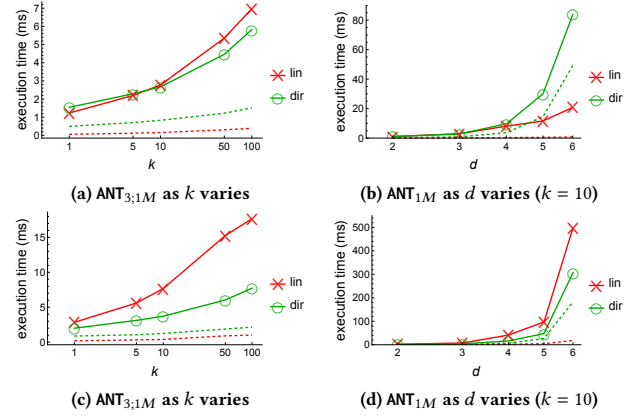 execution time (ms)
7
6
5
4
3
2
1
0
1
5
10
50
100
k
lin
dir
(a) ANT3;1M as k varies
execution time (ms)
80
60
40
20
0
2
3
4
5
6
d
lin
dir
(b) ANT1M as d varies (k = 10)
execution time (ms)
15
10
5
0
1
5
10
50
100
k
lin
dir
(c) ANT3;1M as k varies
execution time (ms)
500
400
300
200
100
0
2
3
4
5
6
d
lin
dir
(d) ANT1M as d varies (k = 10)